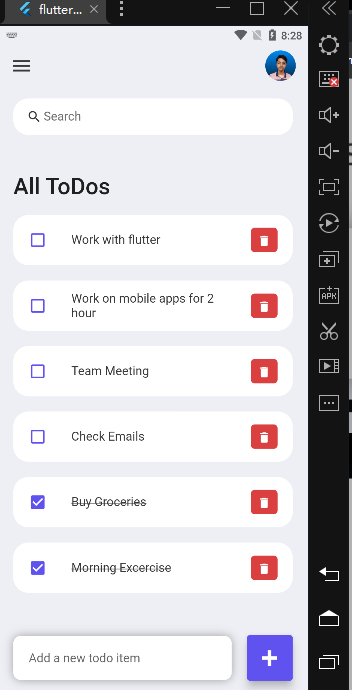 flutter...
8:28
Search
All ToDos
Work with flutter
Work on mobile apps for 2
hour
Team Meeting
Check Emails
Buy Groceries
Morning Excercise
Add a new todo item
APK